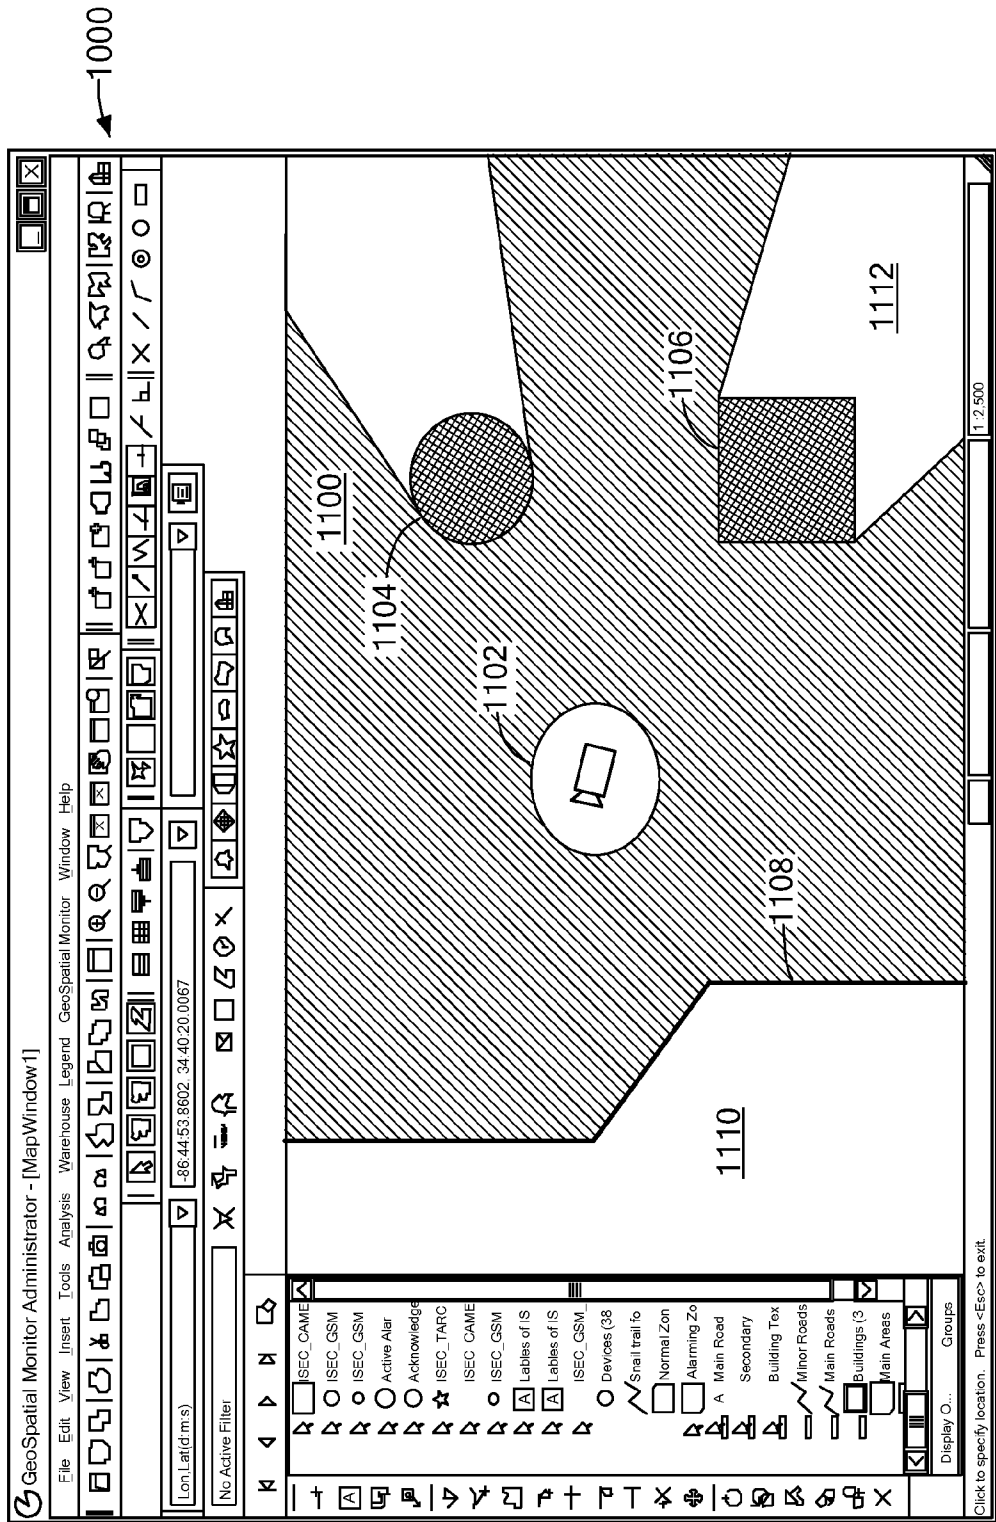 GeoSpatial Monitor Administrator - [MapWindow1]
File Edit View Insert Tools Analysis Warehouse Legend GeoSpatial Monitor Window Help
1000
Lon,Lat(d:m:s)
-86:44:53.8602, 34:40:20.0067
No Active Filter
ISEC_CAME
ISEC_GSM
ISEC_GSM
Active Alar
Acknowledge
ISEC_TARC
ISEC_CAME
ISEC_GSM
A Lables of IS
A Lables of IS
ISEC_GSM_
Devices (38
Snail trail fo
Normal Zon
Alarming Zo
A Main Road
Secondary
Building Tex
Minor Roads
Main Roads
Buildings (3
Main Areas
Display O... Groups
A
1100
1102
1104
1106
1108
1110
1112
Click to specify location. Press <Esc> to exit.
1:2,500